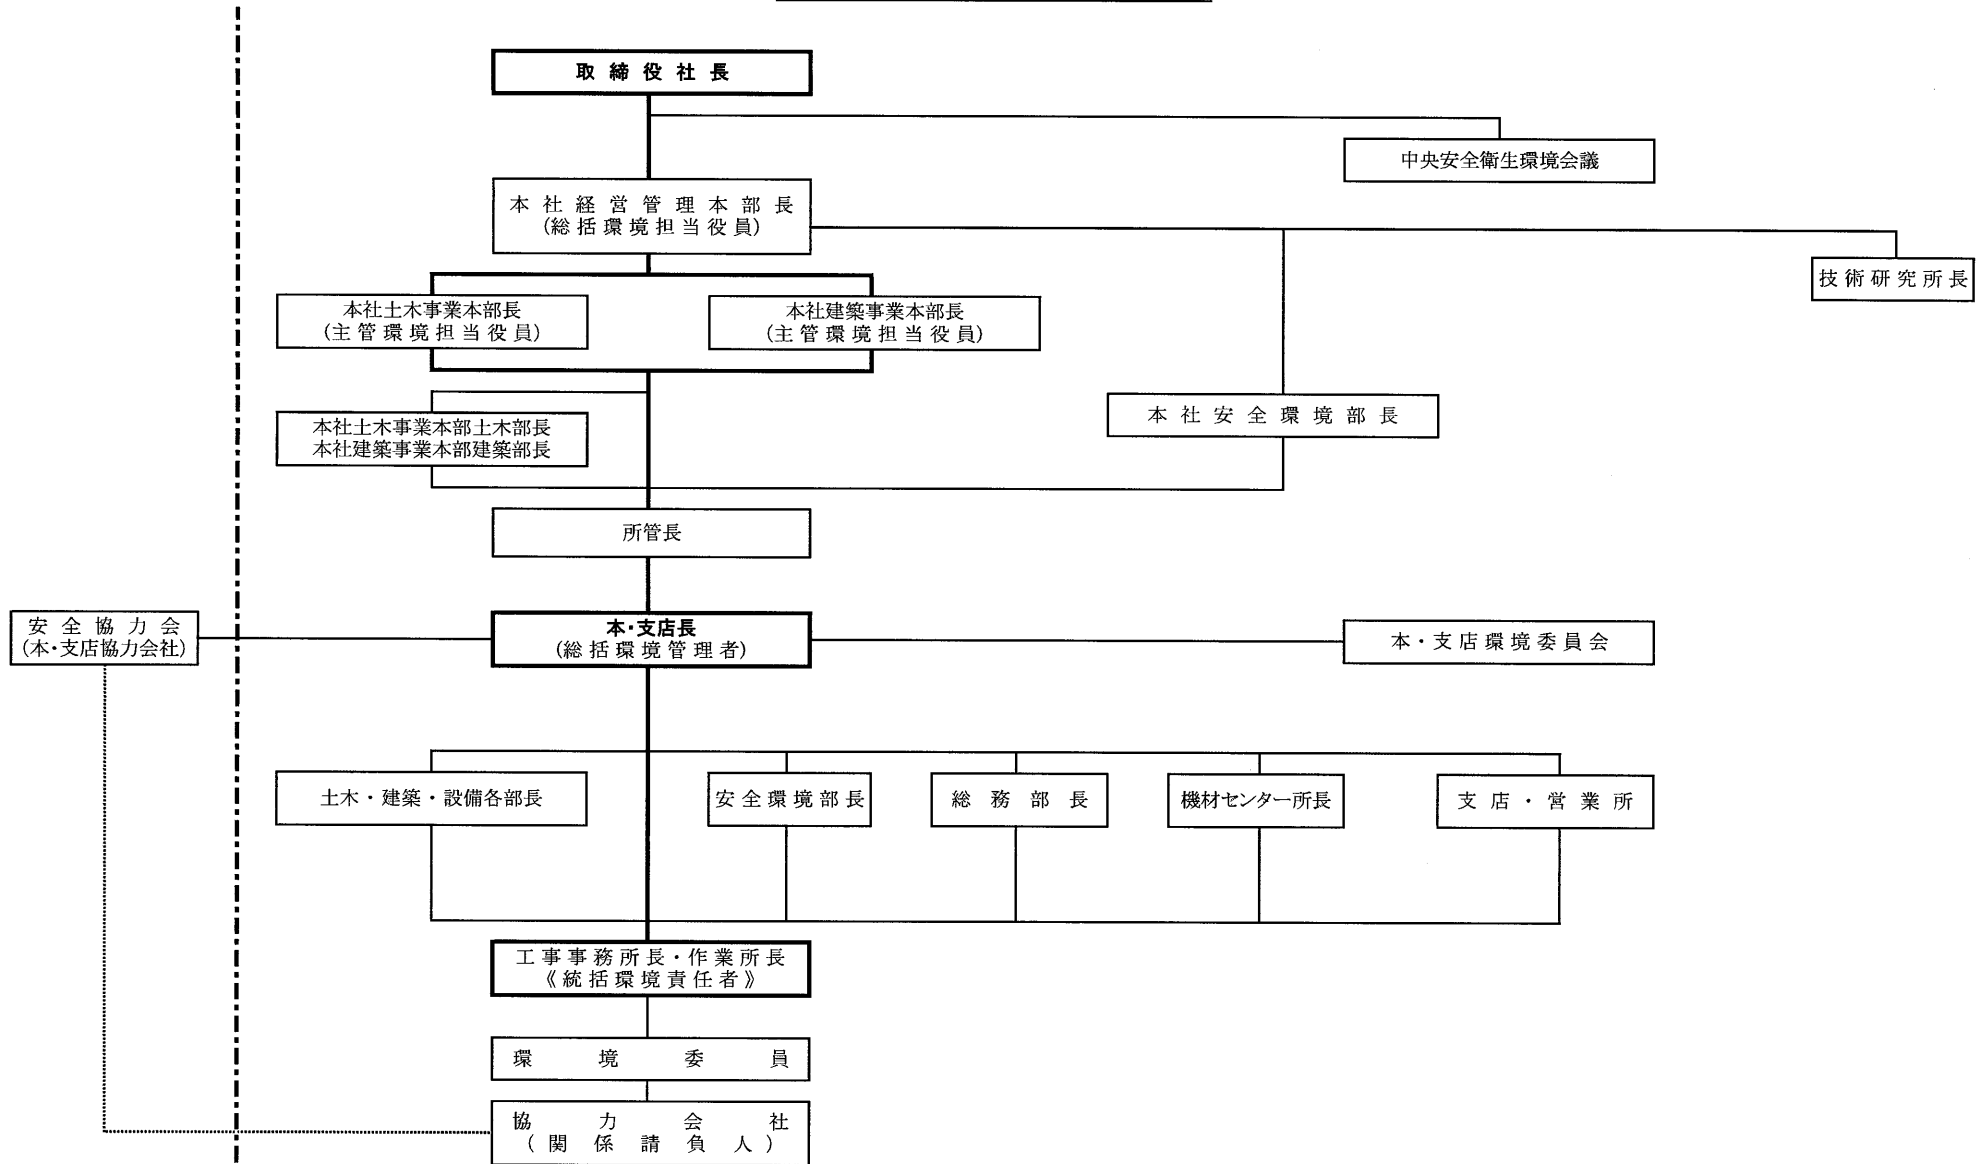 取締役社長
中央安全衛生環境会議
本社経営管理本部長
(総括環境担当役員)
技術研究所長
本社土木事業本部長
(主管環境担当役員)
本社建築事業本部長
(主管環境担当役員)
本社土木事業本部土木部長
本社建築事業本部建築部長
本社安全環境部長
所管長
安全協力会
(本・支店協力会社)
本・支店長
(総括環境管理者)
本・支店環境委員会
土木・建築・設備各部長
安全環境部長
総務部長
機材センター所長
支店・営業所
工事事務所長・作業所長
《統括環境責任者》
環境委員
協力会社
(関係請負人)